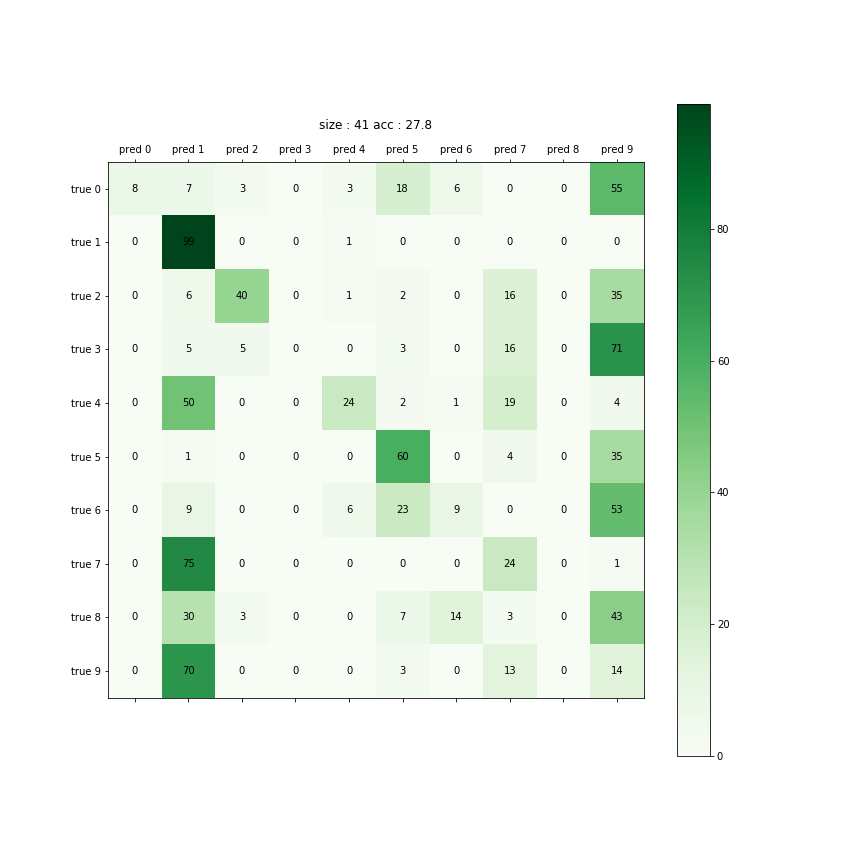 size : 41 acc : 27.8
pred 0 pred 1 pred 2 pred 3 pred 4 pred 5 pred 6 pred 7 pred 8 pred 9
true 0 8 7 3 0 3 18 6 0 0 55
true 1 0 99 0 0 1 0 0 0 0 0
true 2 0 6 40 0 1 2 0 16 0 35
true 3 0 5 5 0 0 3 0 16 0 71
true 4 0 50 0 0 24 2 1 19 0 4
true 5 0 1 0 0 0 60 0 4 0 35
true 6 0 9 0 0 6 23 9 0 0 53
true 7 0 75 0 0 0 0 0 24 0 1
true 8 0 30 3 0 0 7 14 3 0 43
true 9 0 70 0 0 0 3 0 13 0 14
80
60
40
20
0